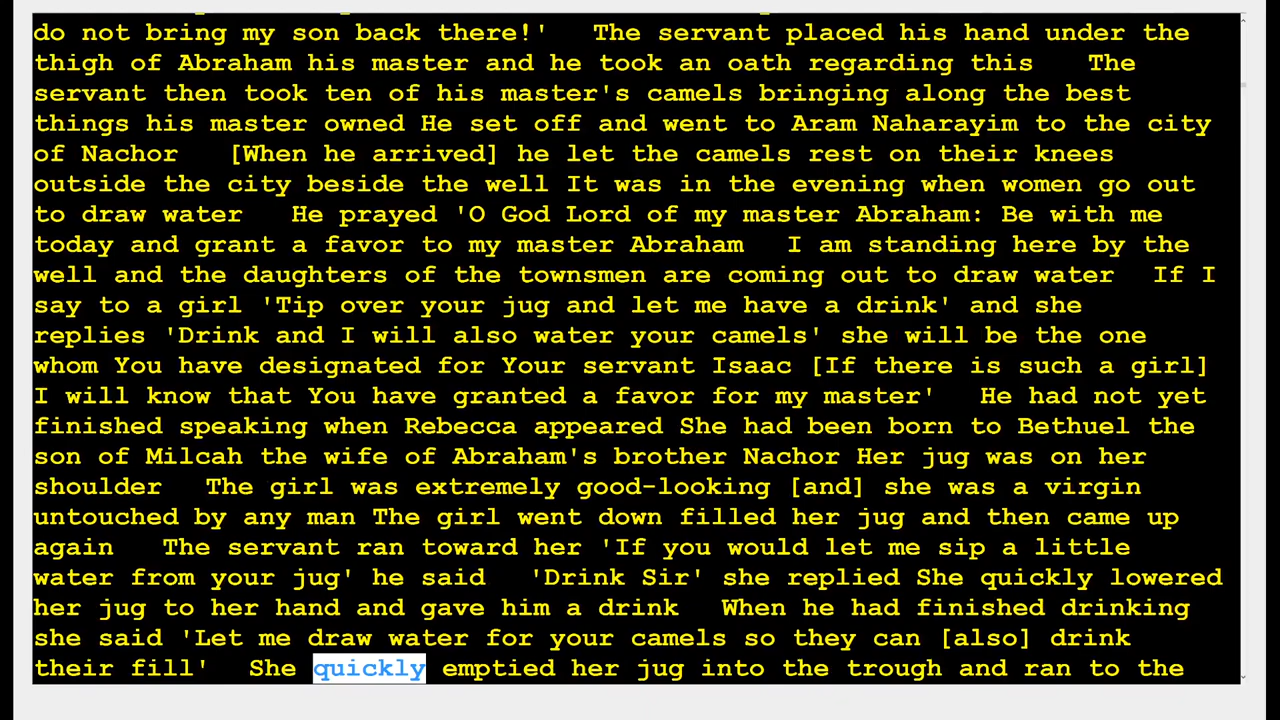 do not bring my son back there!' The servant placed his hand under the
thigh of Abraham his master and he took an oath regarding this The
servant then took ten of his master's camels bringing along the best
things his master owned He set off and went to Aram Naharayim to the city
of Nachor [When he arrived] he let the camels rest on their knees
outside the city beside the well It was in the evening when women go out
to draw water He prayed 'O God Lord of my master Abraham: Be with me
today and grant a favor to my master Abraham I am standing here by the
well and the daughters of the townsmen are coming out to draw water If I
say to a girl 'Tip over your jug and let me have a drink' and she
replies 'Drink and I will also water your camels' she will be the one
whom You have designated for Your servant Isaac [If there is such a girl]
I will know that You have granted a favor for my master' He had not yet
finished speaking when Rebecca appeared She had been born to Bethuel the
son of Milcah the wife of Abraham's brother Nachor Her jug was on her
shoulder The girl was extremely good-looking [and] she was a virgin
untouched by any man The girl went down filled her jug and then came up
again The servant ran toward her 'If you would let me sip a little
water from your jug' he said 'Drink Sir' she replied She quickly lowered
her jug to her hand and gave him a drink When he had finished drinking
she said 'Let me draw water for your camels so they can [also] drink
their fill' She quickly emptied her jug into the trough and ran to the